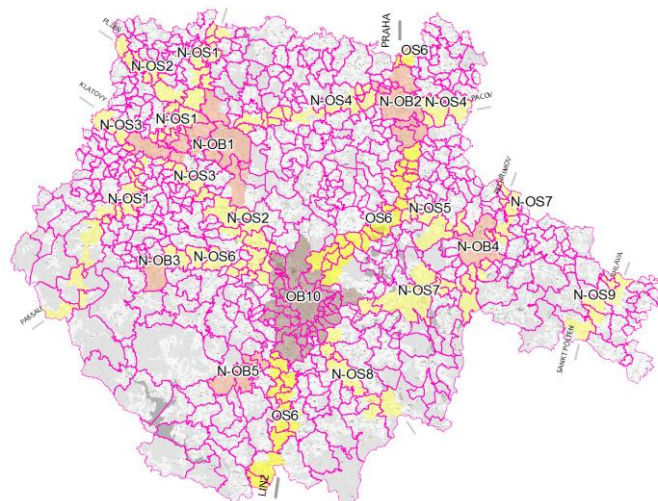 PLZEŇ
PRAHA
N-OS1
OS6
N-OS2
KLATOVY
N-OS4
N-OB2
N-OS4
PACOV
N-OS3
N-OS1
N-OB1
N-OS3
N-OS1
N-OS2
OS6
N-OS5
N-OS7
N-OB4
N-OB3
N-OS6
OB10
N-OS7
JIHLAVA
N-OS9
PASSAU
SANKT PÖLTEN
N-OB5
N-OS8
OS6
LINZ